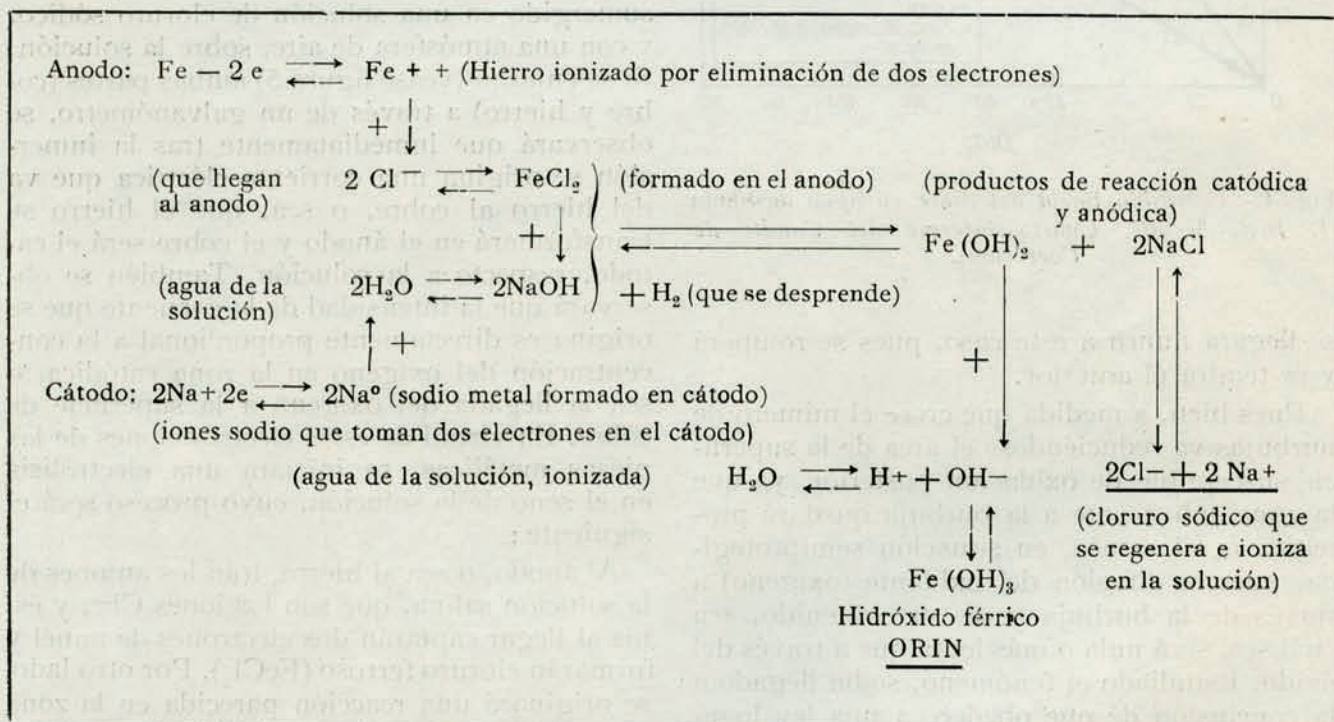 Anodo: Fe — 2 e ⇄ Fe + + (Hierro ionizado por eliminación de dos electrones)
+ ↓
(que llegan al anodo) 2 Cl⁻ ⇄ FeCl₂ (formado en el anodo) (productos de reacción catódica y anódica)
+ ↓ ⇄ Fe (OH)₂ + 2NaCl
(agua de la solución) 2H₂O ⇄ 2NaOH + H₂ (que se desprende)
↑ +
+
Cátodo: 2Na+2e ⇄ 2Naº (sodio metal formado en cátodo)
(iones sodio que toman dos electrones en el cátodo)
(agua de la solución, ionizada) H₂O ⇄ H+ + OH— 2Cl— + 2 Na+
↓↑ (cloruro sódico que
se regenera e ioniza
Fe (OH)₃ en la solución)
Hidróxido férrico
ORIN